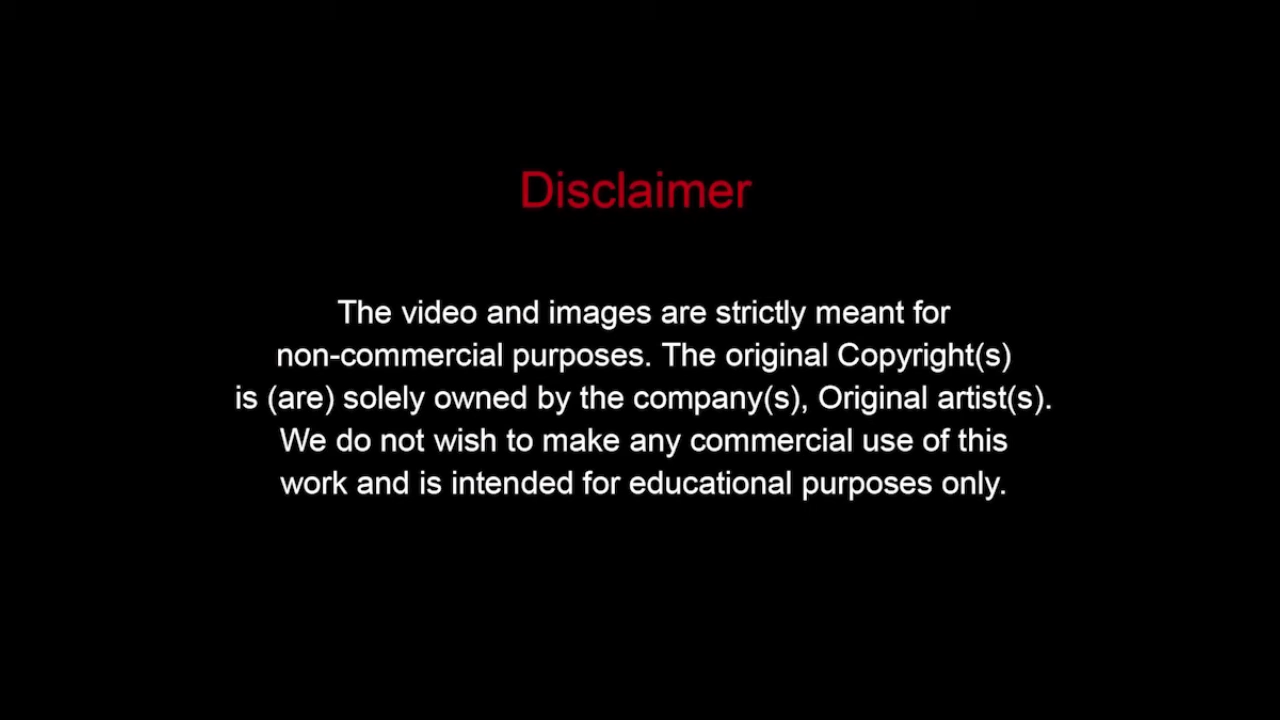 Disclaimer
The video and images are strictly meant for
non-commercial purposes. The original Copyright(s)
is (are) solely owned by the company(s), Original artist(s).
We do not wish to make any commercial use of this
work and is intended for educational purposes only.